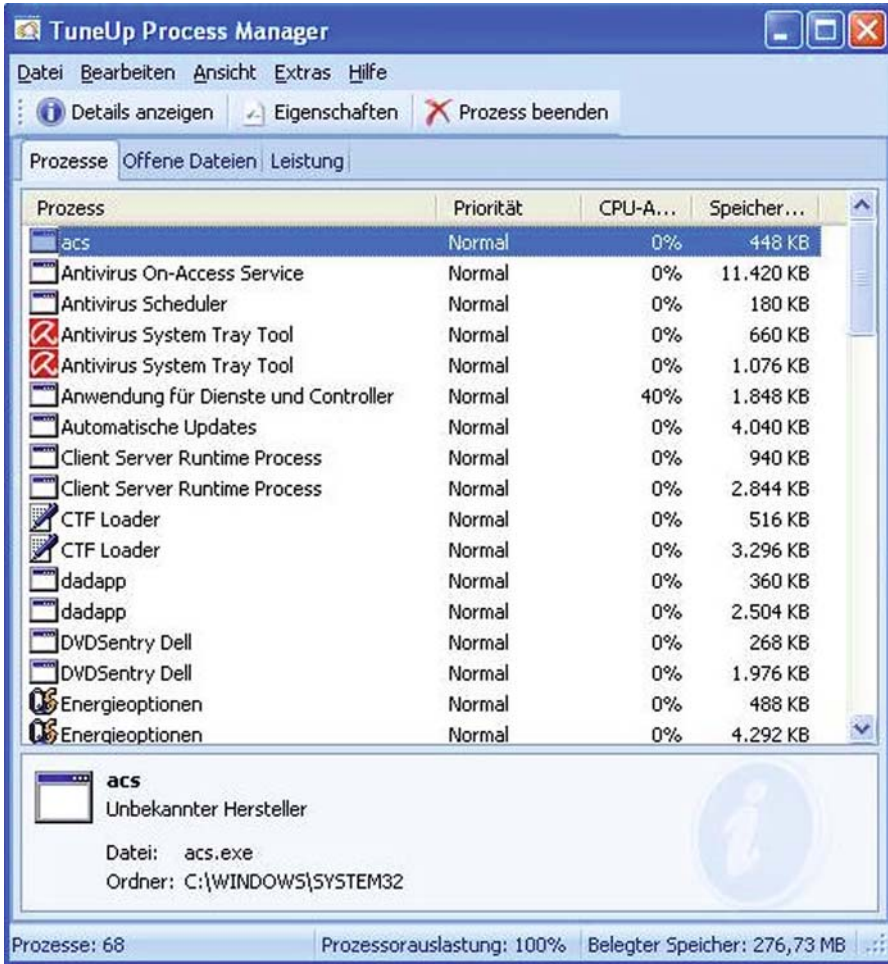 TuneUp Process Manager
Datei Bearbeiten Ansicht Extras Hilfe
Details anzeigen Eigenschaften Prozess beenden
Prozesse Offene Dateien Leistung
Prozess Priorität CPU-A... Speicher...
acs Normal 0% 448 KB
Antivirus On-Access Service Normal 0% 11.420 KB
Antivirus Scheduler Normal 0% 180 KB
Antivirus System Tray Tool Normal 0% 660 KB
Antivirus System Tray Tool Normal 0% 1.076 KB
Anwendung für Dienste und Controller Normal 40% 1.848 KB
Automatische Updates Normal 0% 4.040 KB
Client Server Runtime Process Normal 0% 940 KB
Client Server Runtime Process Normal 0% 2.844 KB
CTF Loader Normal 0% 516 KB
CTF Loader Normal 0% 3.296 KB
dadapp Normal 0% 360 KB
dadapp Normal 0% 2.504 KB
DVDSentry Dell Normal 0% 268 KB
DVDSentry Dell Normal 0% 1.976 KB
Energieoptionen Normal 0% 488 KB
Energieoptionen Normal 0% 4.292 KB
acs
Unbekannter Hersteller
Datei: acs.exe
Ordner: C:\WINDOWS\SYSTEM32
Prozesse: 68 Prozessorauslastung: 100% Belegter Speicher: 276,73 MB